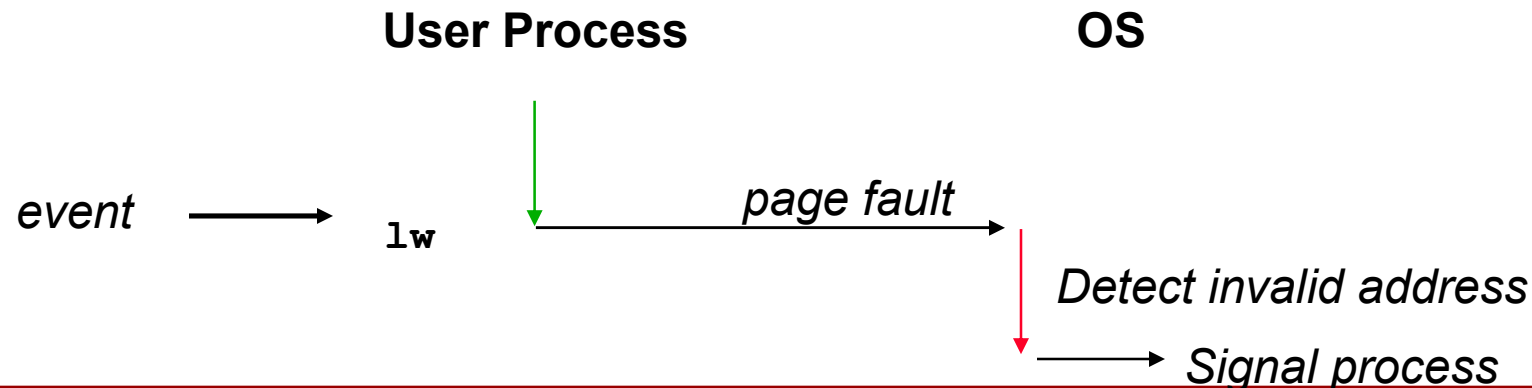 User Process OS
event lw page fault
Detect invalid address
Signal process